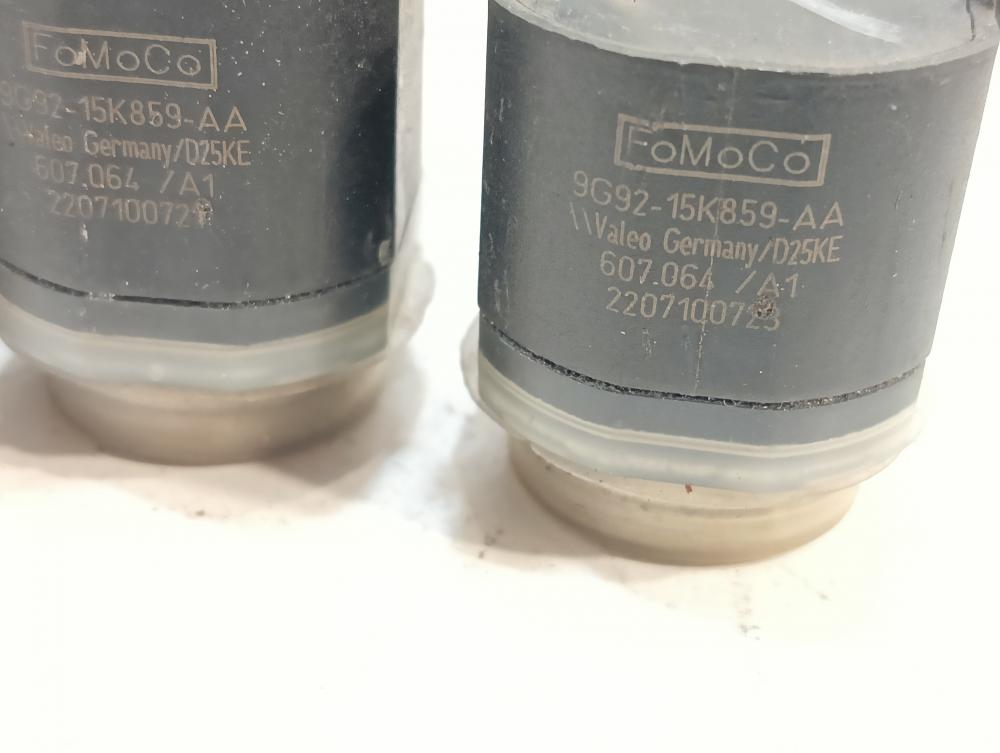 FoMoCo
9G92-15K859-AA
Valeo Germany/D25KE
607.064 /A1
FoMoCo
9G92-15K859-AA
\\Valeo Germany/D25KE
607.064 /A1
2207100723